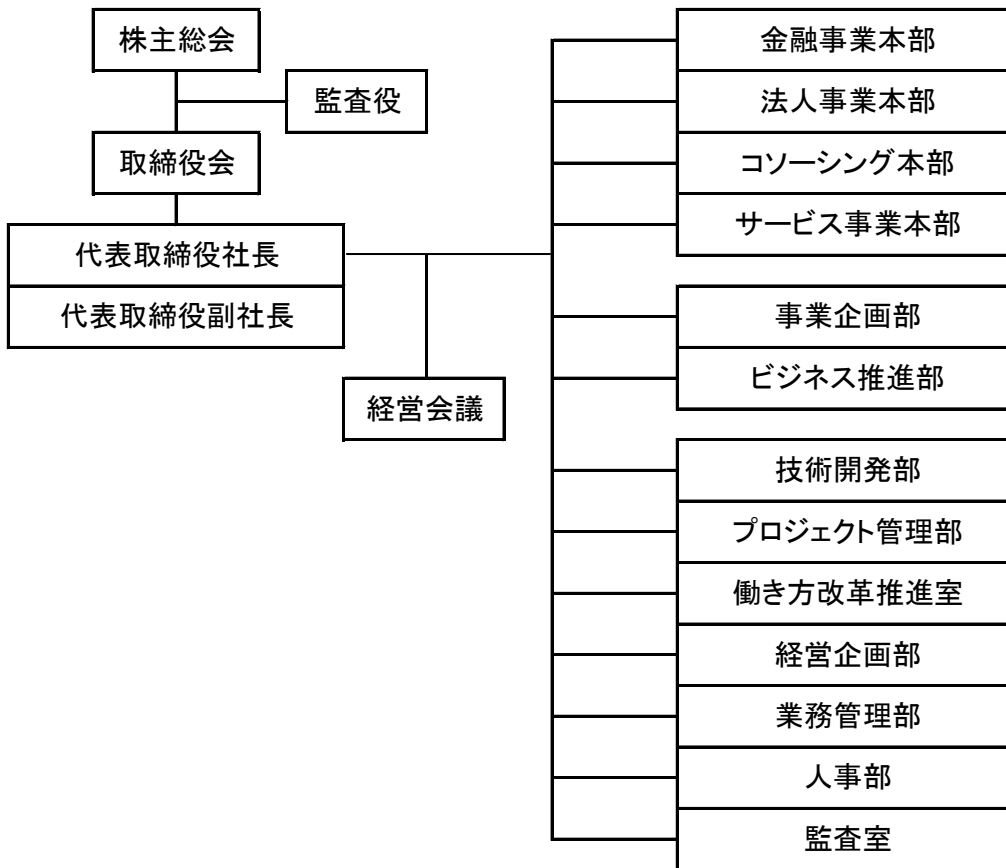 株主総会
監査役
取締役会
代表取締役社長
代表取締役副社長
経営会議
金融事業本部
法人事業本部
コソーシング本部
サービス事業本部
事業企画部
ビジネス推進部
技術開発部
プロジェクト管理部
働き方改革推進室
経営企画部
業務管理部
人事部
監査室